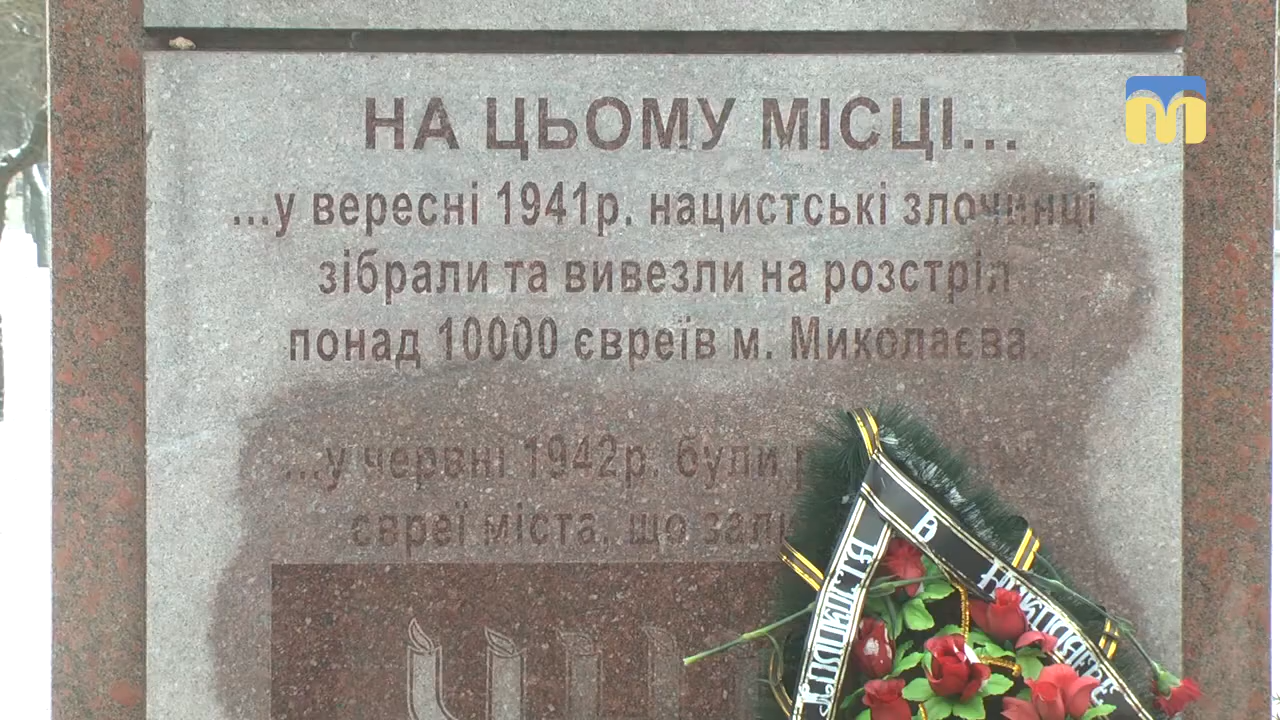 НА ЦЬОМУ МІСЦІ...
...у вересні 1941р. нацистські злочинці
зібрали та вивезли на розстріл
понад 10000 євреїв м. Миколаєва.
...у червні 1942р. були
євреї міста, що
В